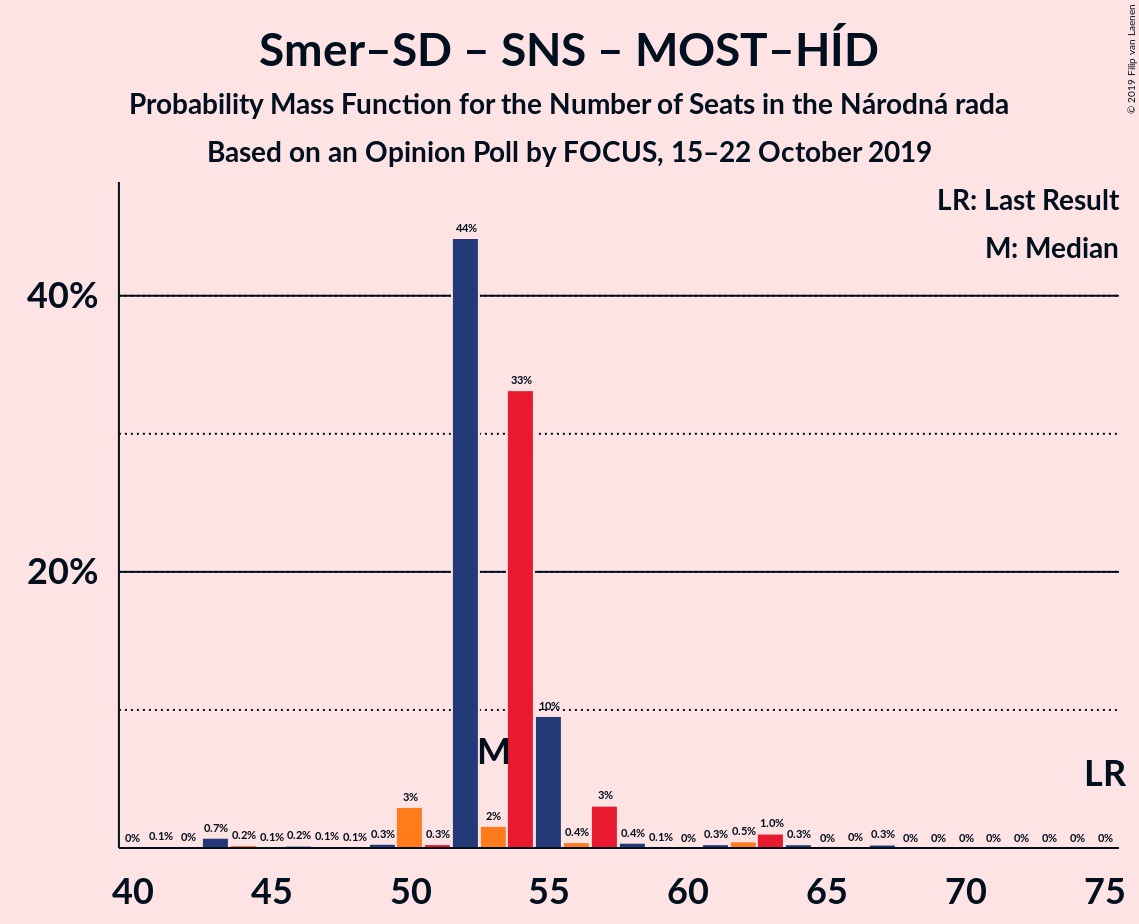 Smer–SD – SNS – MOST–HÍD
Probability Mass Function for the Number of Seats in the Národná rada
Based on an Opinion Poll by FOCUS, 15–22 October 2019
© 2019 Filip van Laenen
LR: Last Result
M: Median
40%
20%
0% 0.1% 0% 0.7% 0.2% 0.1% 0.2% 0.1% 0.1% 0.3% 3% 0.3% 44% 2% 33% 10% 0.4% 3% 0.4% 0.1% 0% 0.3% 0.5% 1.0% 0.3% 0% 0% 0.3% 0% 0% 0% 0% 0% 0% 0% 0%
M
LR
40 45 50 55 60 65 70 75